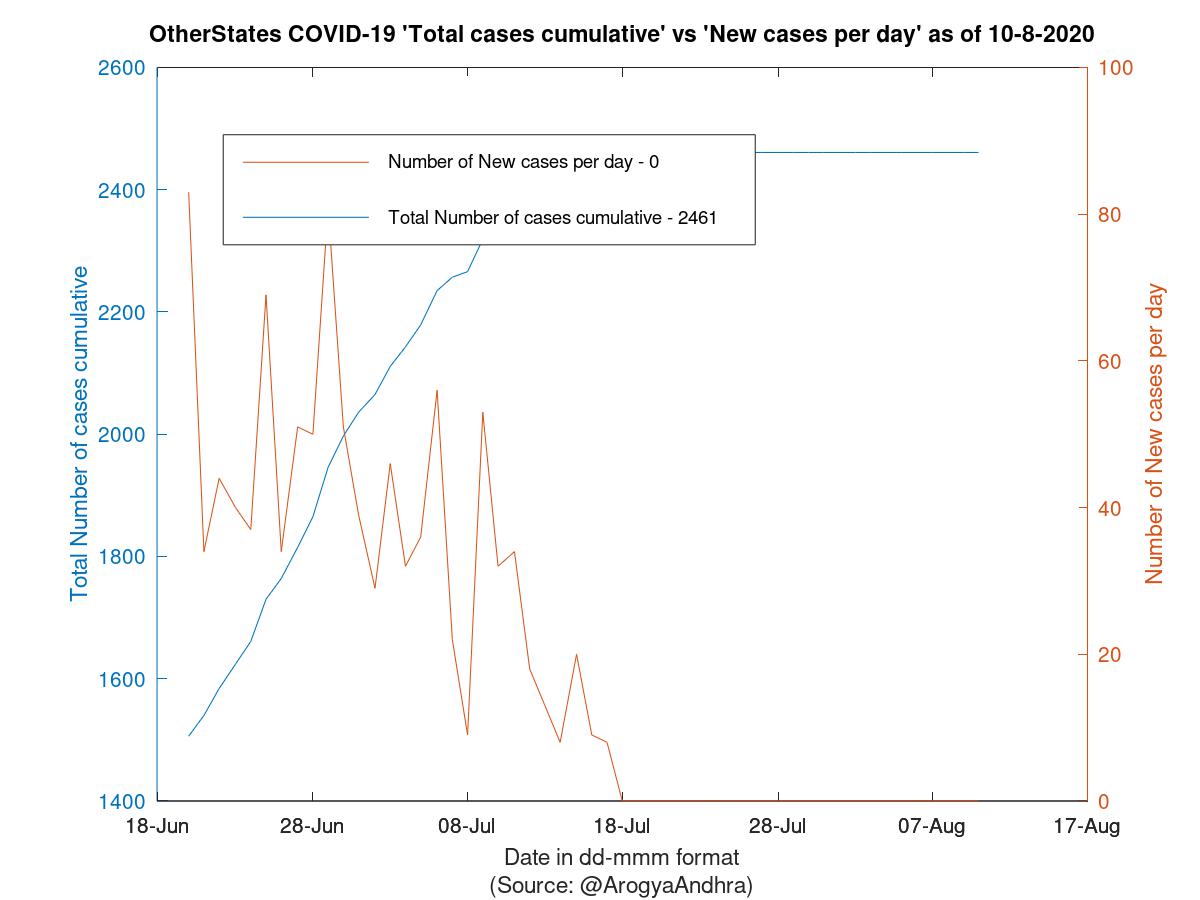 OtherStates COVID-19 'Total cases cumulative' vs 'New cases per day' as of 10-8-2020
2600
2400
2200
2000
1800
1600
1400
Total Number of cases cumulative
Number of New cases per day - 0
Total Number of cases cumulative - 2461
100
80
60
40
20
0
Number of New cases per day
18-Jun 28-Jun 08-Jul 18-Jul 28-Jul 07-Aug 17-Aug
Date in dd-mmm format
(Source: @ArogyaAndhra)